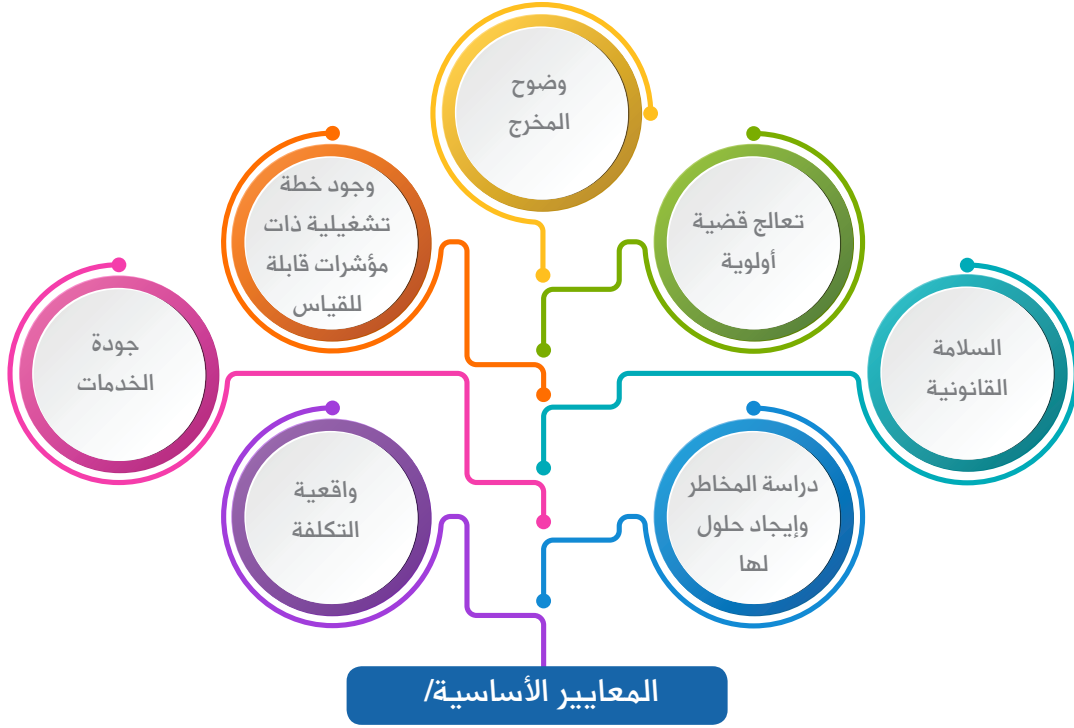 وضوح
المخرج
تعالج قضية
أولوية
وجود خطة
تشغيلية ذات
مؤشرات قابلة
للقياس
السلامة
القانونية
جودة
الخدمات
دراسة المخاطر
وإيجاد حلول
لها
واقعية
التكلفة
المعايير الأساسية/